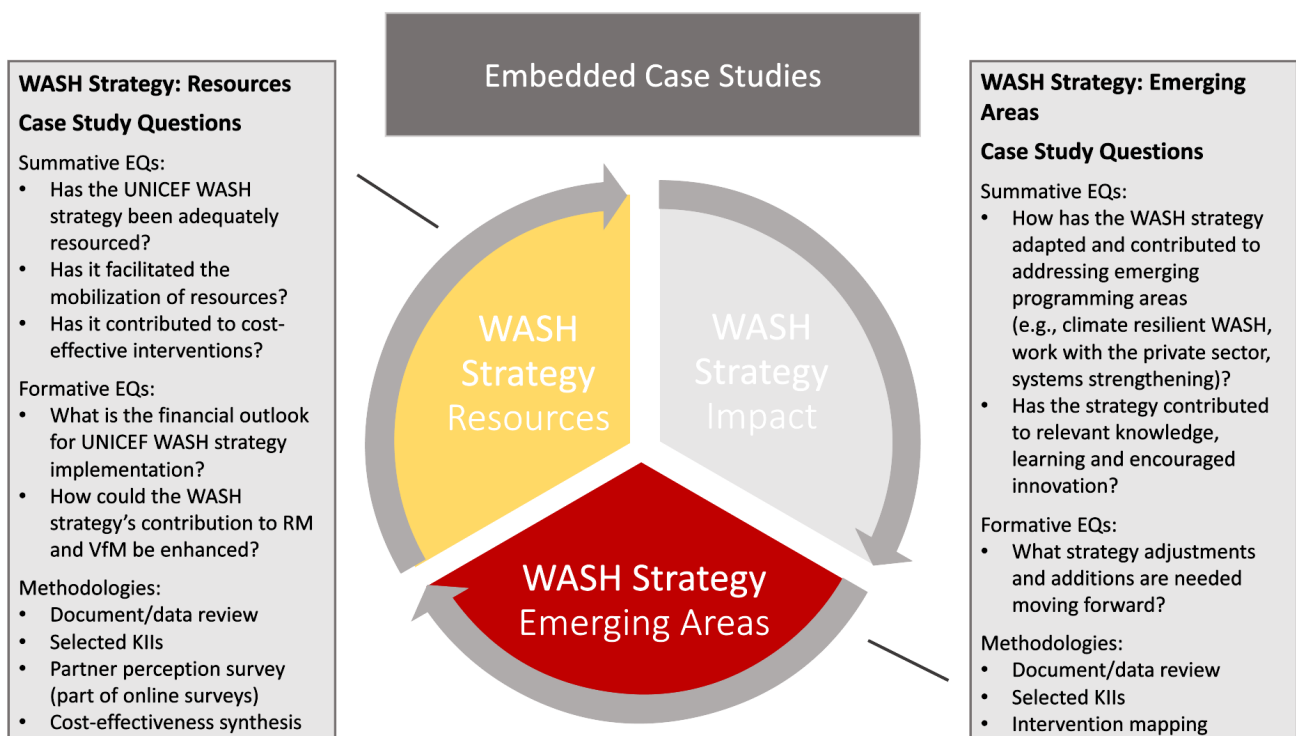 Embedded Case Studies
WASH Strategy: Resources
Case Study Questions
Summative EQs:
• Has the UNICEF WASH
strategy been adequately
resourced?
• Has it facilitated the
mobilization of resources?
• Has it contributed to cost-
effective interventions?
Formative EQs:
• What is the financial outlook
for UNICEF WASH strategy
implementation?
• How could the WASH
strategy's contribution to RM
and VfM be enhanced?
Methodologies:
• Document/data review
• Selected KIIs
• Partner perception survey
(part of online surveys)
• Cost-effectiveness synthesis
WASH
Strategy
Resources
WASH
Strategy
Impact
WASH Strategy
Emerging Areas
WASH Strategy: Emerging
Areas
Case Study Questions
Summative EQs:
• How has the WASH strategy
adapted and contributed to
addressing emerging
programming areas
(e.g., climate resilient WASH,
work with the private sector,
systems strengthening)?
• Has the strategy contributed
to relevant knowledge,
learning and encouraged
innovation?
Formative EQs:
• What strategy adjustments
and additions are needed
moving forward?
Methodologies:
• Document/data review
• Selected KIIs
• Intervention mapping